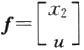 f = [ x₂
u ]